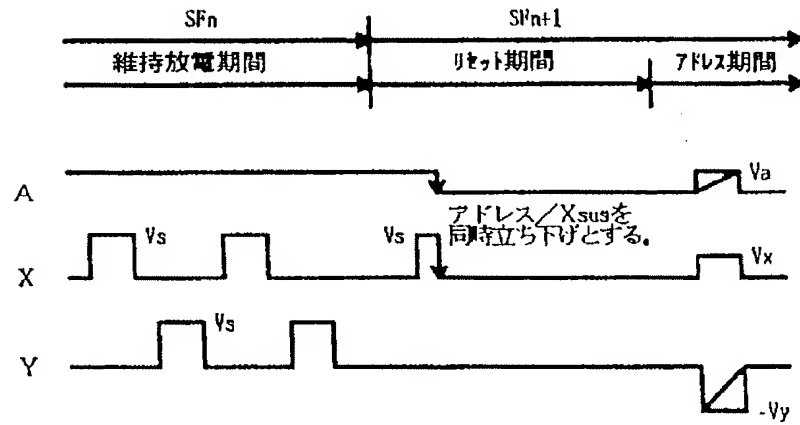 SFn
SFn+1
維持放電期間
リセット期間
アドレス期間
A
Va
アドレス／Xsusを
同時立ち下げとする。
Vs
Vs
X
Vx
Vs
Y
-Vy